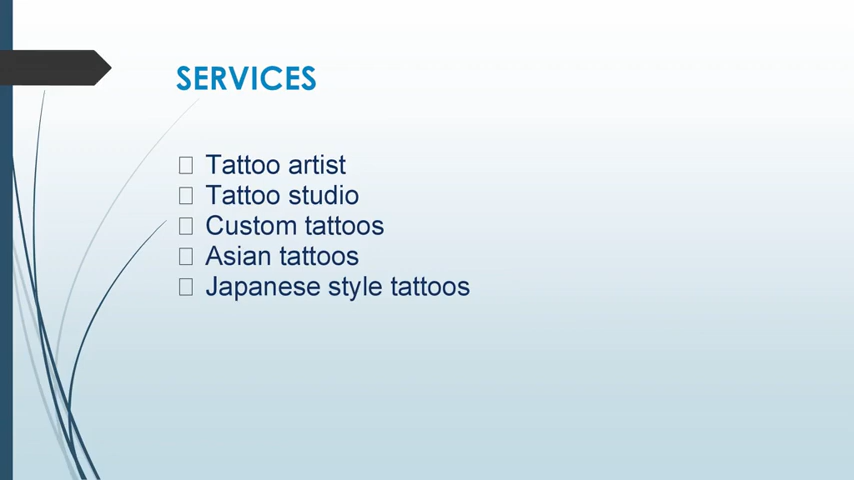 SERVICES
Tattoo artist
Tattoo studio
Custom tattoos
Asian tattoos
Japanese style tattoos